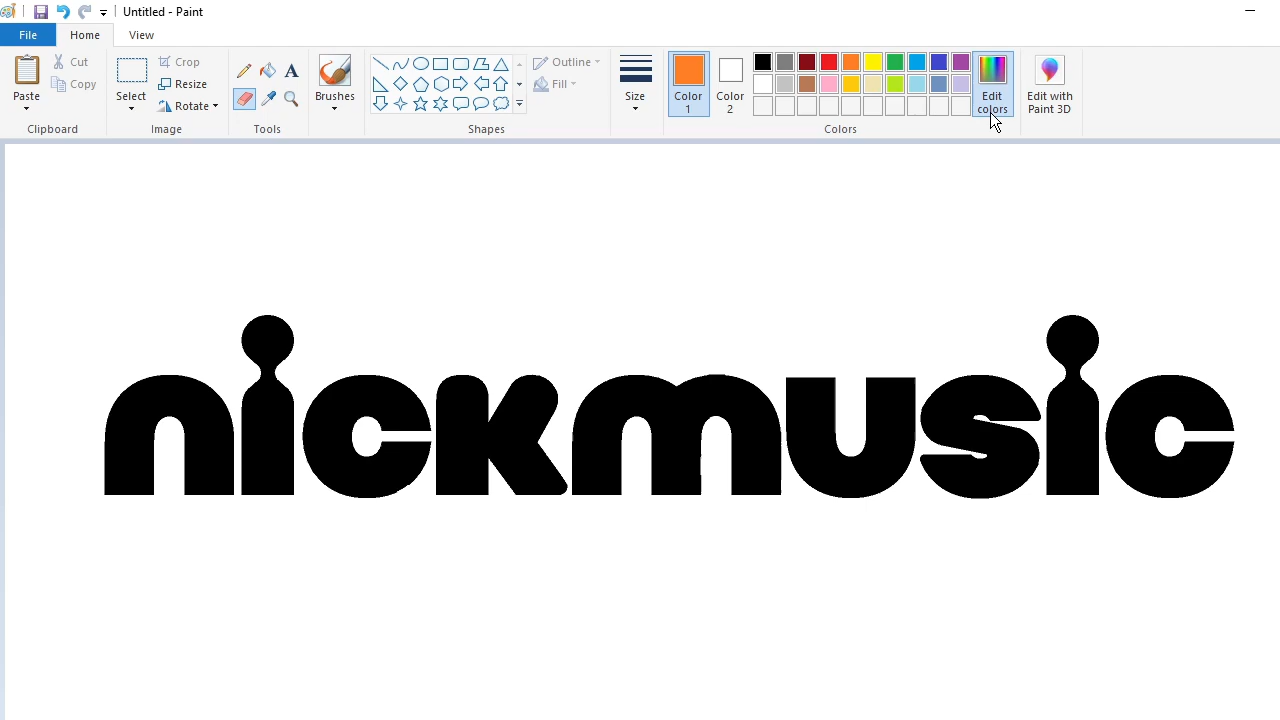 Untitled - Paint
File Home View
Paste Cut Copy Clipboard
Select Crop Resize Rotate Image
A Tools
Brushes
Outline Fill Shapes
Size
Color 1 Color 2 Edit colors Colors
Edit with Paint 3D
nickmusic